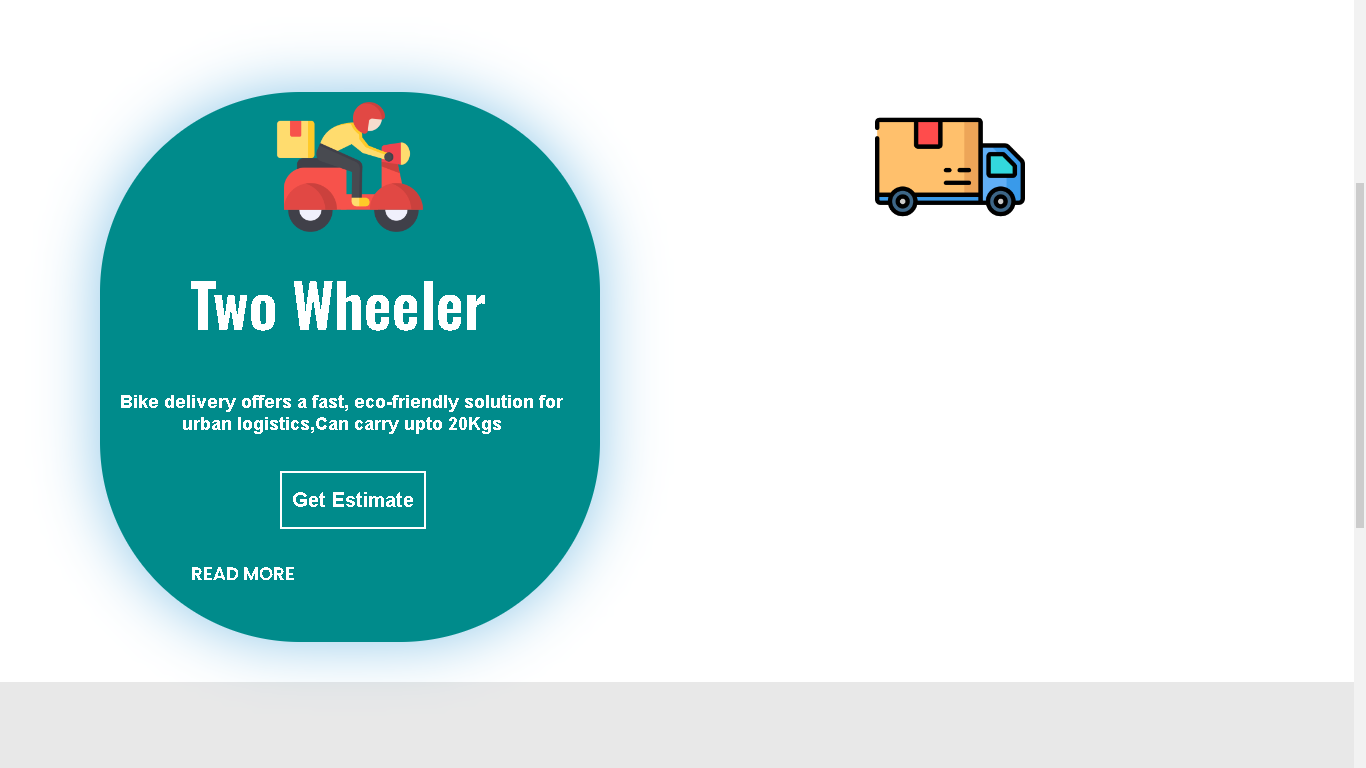 Two Wheeler
Bike delivery offers a fast, eco-friendly solution for
urban logistics,Can carry upto 20Kgs
Get Estimate
READ MORE